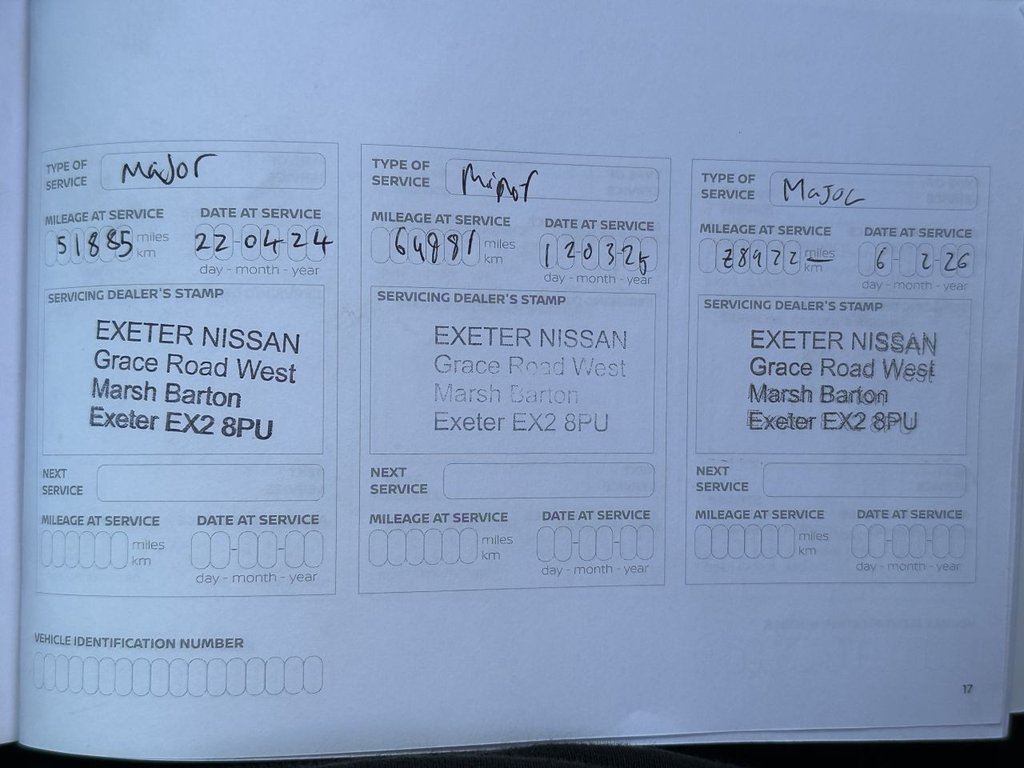 TYPE OF SERVICE Major
MILEAGE AT SERVICE DATE AT SERVICE
51885 miles km 22-04-24
day - month - year
SERVICING DEALER'S STAMP
EXETER NISSAN
Grace Road West
Marsh Barton
Exeter EX2 8PU
NEXT SERVICE
MILEAGE AT SERVICE DATE AT SERVICE
miles km
day - month - year
VEHICLE IDENTIFICATION NUMBER
TYPE OF SERVICE Minor
MILEAGE AT SERVICE DATE AT SERVICE
64981 miles km 12-03-25
day - month - year
SERVICING DEALER'S STAMP
EXETER NISSAN
Grace Road West
Marsh Barton
Exeter EX2 8PU
NEXT SERVICE
MILEAGE AT SERVICE DATE AT SERVICE
miles km
day - month - year
TYPE OF SERVICE Major
MILEAGE AT SERVICE DATE AT SERVICE
miles km 6-2-26
day - month - year
SERVICING DEALER'S STAMP
EXETER NISSAN
Grace Road West
Marsh Barton
Exeter EX2 8PU
NEXT SERVICE
MILEAGE AT SERVICE DATE AT SERVICE
miles km
day - month - year
17